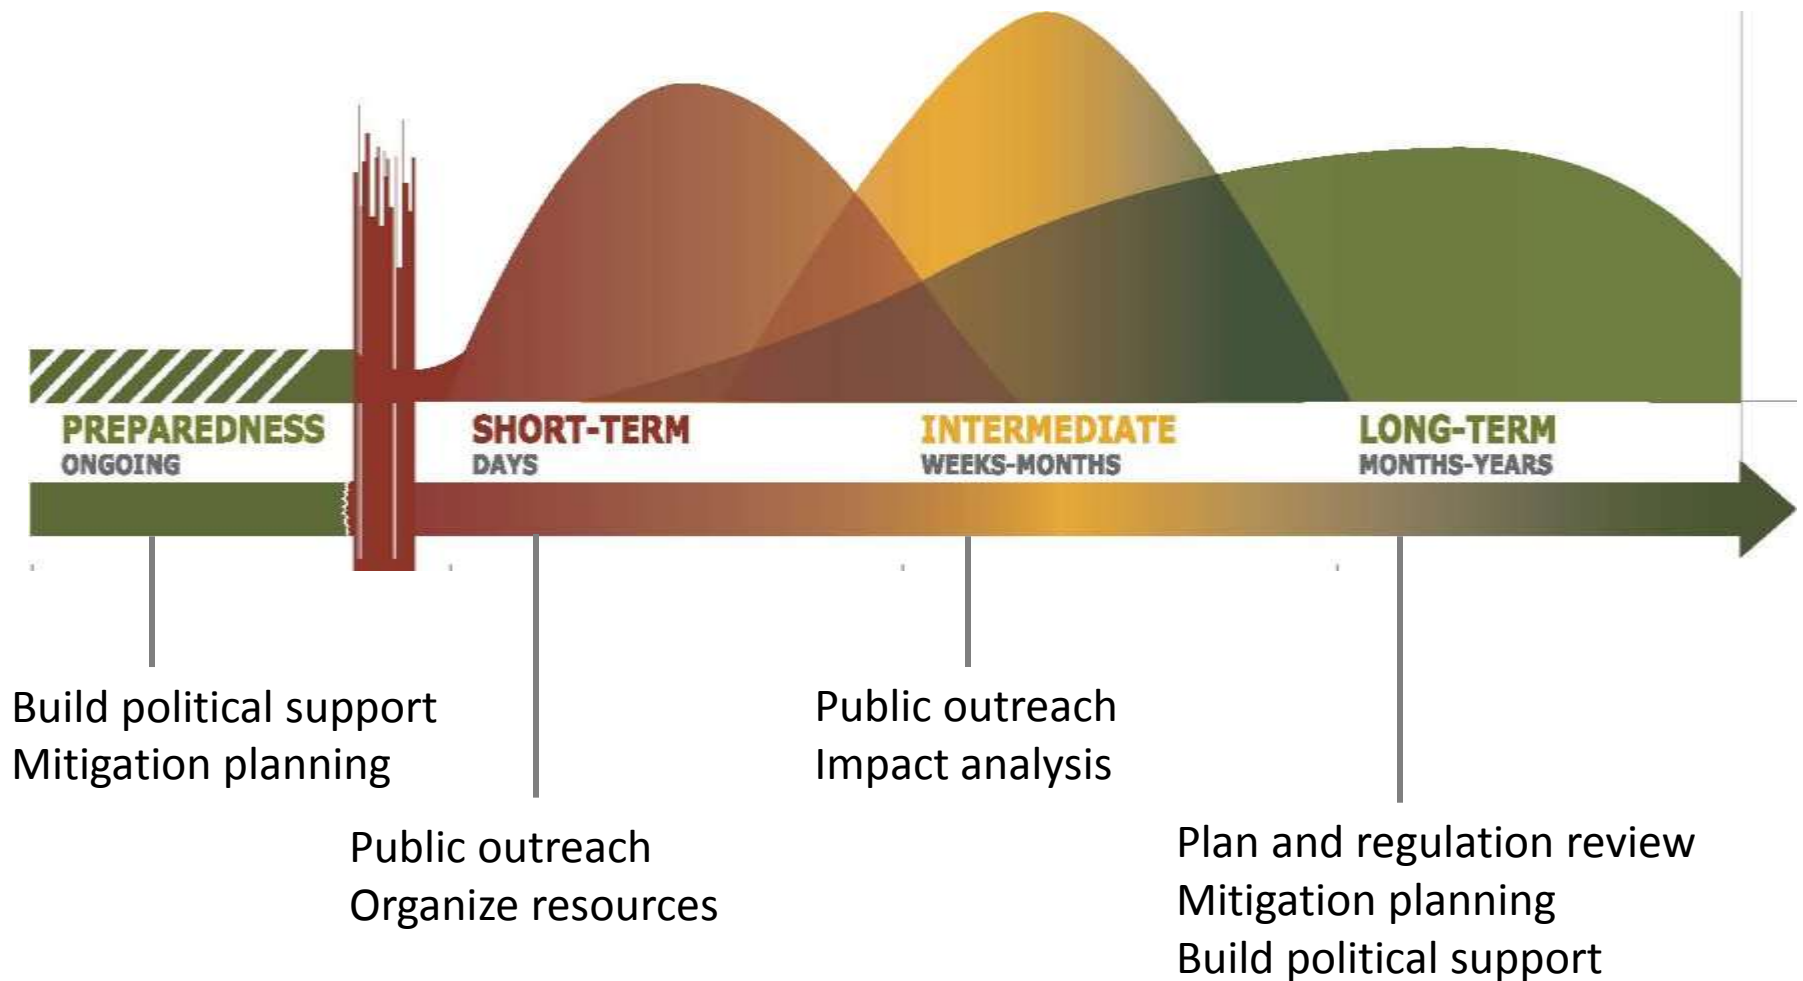 PREPAREDNESS
ONGOING
SHORT-TERM
DAYS
INTERMEDIATE
WEEKS-MONTHS
LONG-TERM
MONTHS-YEARS
Build political support
Mitigation planning
Public outreach
Organize resources
Public outreach
Impact analysis
Plan and regulation review
Mitigation planning
Build political support